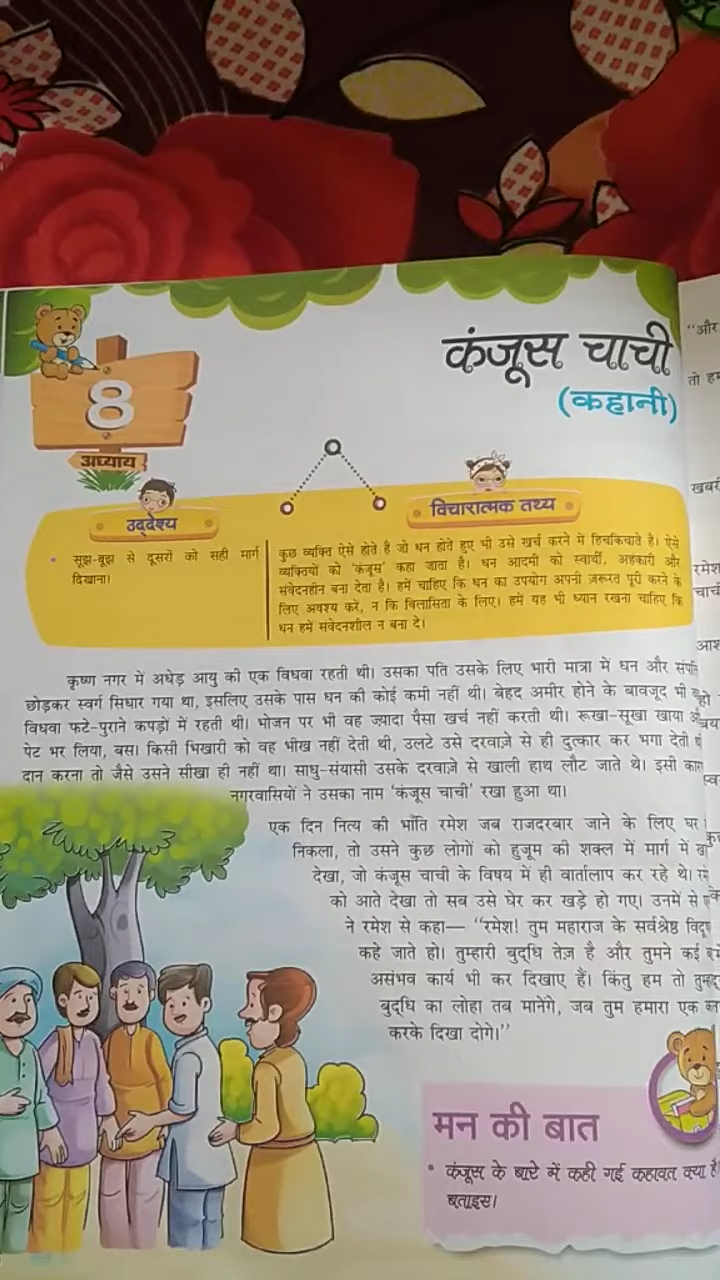 8
अध्याय
कंजूस चाची
(कहानी)
उद्देश्य
• सूझ-बूझ से दूसरों को सही मार्ग
दिखाना।
विचारात्मक तथ्य
कुछ व्यक्ति ऐसे होते हैं जो धन होते हुए भी उसे खर्च करने में हिचकिचाते हैं। ऐसे
व्यक्तियों को 'कंजूस' कहा जाता है। धन आदमी को स्वार्थी, अहंकारी और
संवेदनहीन बना देता है। हमें चाहिए कि धन का उपयोग अपनी ज़रूरत पूरी करने के
लिए अवश्य करें, न कि विलासिता के लिए। हमें यह भी ध्यान रखना चाहिए कि
धन हमें संवेदनशील न बना दे।
कृष्ण नगर में अधेड़ आयु की एक विधवा रहती थी। उसका पति उसके लिए भारी मात्रा में धन और
छोड़कर स्वर्ग सिधार गया था, इसलिए उसके पास धन की कोई कमी नहीं थी। बेहद अमीर होने के बावजूद भी
विधवा फटे-पुराने कपड़ों में रहती थी। भोजन पर भी वह ज़्यादा पैसा खर्च नहीं करती थी। रूखा-सूखा खाया
पेट भर लिया, बस। किसी भिखारी को वह भीख नहीं देती थी, उलटे उसे दरवाज़े से ही दुत्कार कर भगा देती
दान करना तो जैसे उसने सीखा ही नहीं था। साधु-संयासी उसके दरवाज़े से खाली हाथ लौट जाते थे। इसी
नगरवासियों ने उसका नाम 'कंजूस चाची' रखा हुआ था।
एक दिन नित्य की भाँति रमेश जब राजदरबार जाने के लिए घर
निकला, तो उसने कुछ लोगों को हुजूम की शक्ल में मार्ग में
देखा, जो कंजूस चाची के विषय में ही वार्तालाप कर रहे थे।
को आते देखा तो सब उसे घेर कर खड़े हो गए। उनमें से
ने रमेश से कहा— "रमेश! तुम महाराज के सर्वश्रेष्ठ
कहे जाते हो। तुम्हारी बुद्धि तेज़ है और तुमने कई
असंभव कार्य भी कर दिखाए हैं। किंतु हम तो
बुद्धि का लोहा तब मानेंगे, जब तुम हमारा एक
करके दिखा दोगे।"
मन की बात
• कंजूस के बारे में कही गई कहावत क्या है
बताइए।
"और
तो
रमेश
चाची